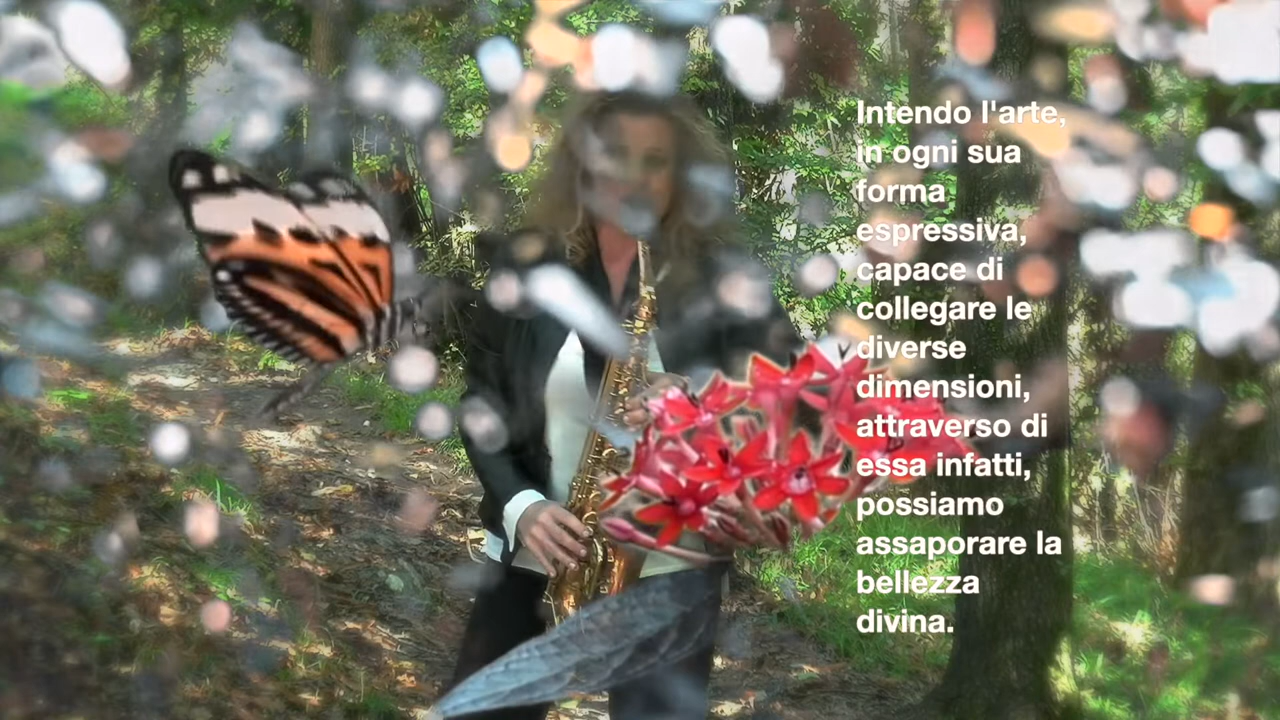 Intendo l'arte,
in ogni sua
forma
espressiva,
capace di
collegare le
diverse
dimensioni,
attraverso di
essa infatti,
possiamo
assaporare la
bellezza
divina.